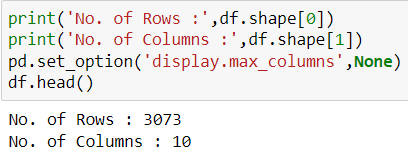 print('No. of Rows :',df.shape[0])
print('No. of Columns :',df.shape[1])
pd.set_option('display.max_columns',None)
df.head()
No. of Rows : 3073
No. of Columns : 10